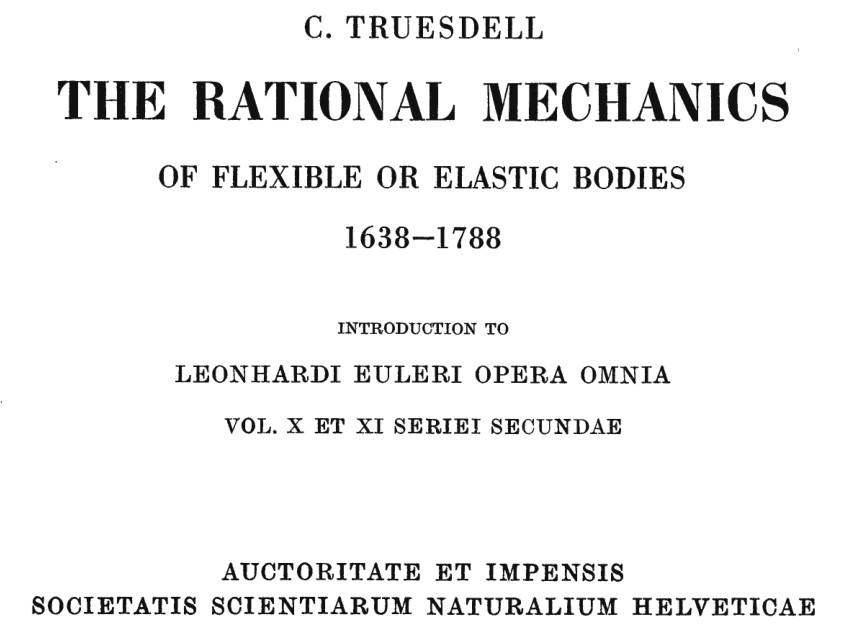 C. TRUESDELL
THE RATIONAL MECHANICS
OF FLEXIBLE OR ELASTIC BODIES
1638—1788
INTRODUCTION TO
LEONHARDI EULERI OPERA OMNIA
VOL. X ET XI SERIEI SECUNDAE
AUCTORITATE ET IMPENSIS
SOCIETATIS SCIENTIARUM NATURALIUM HELVETICAE